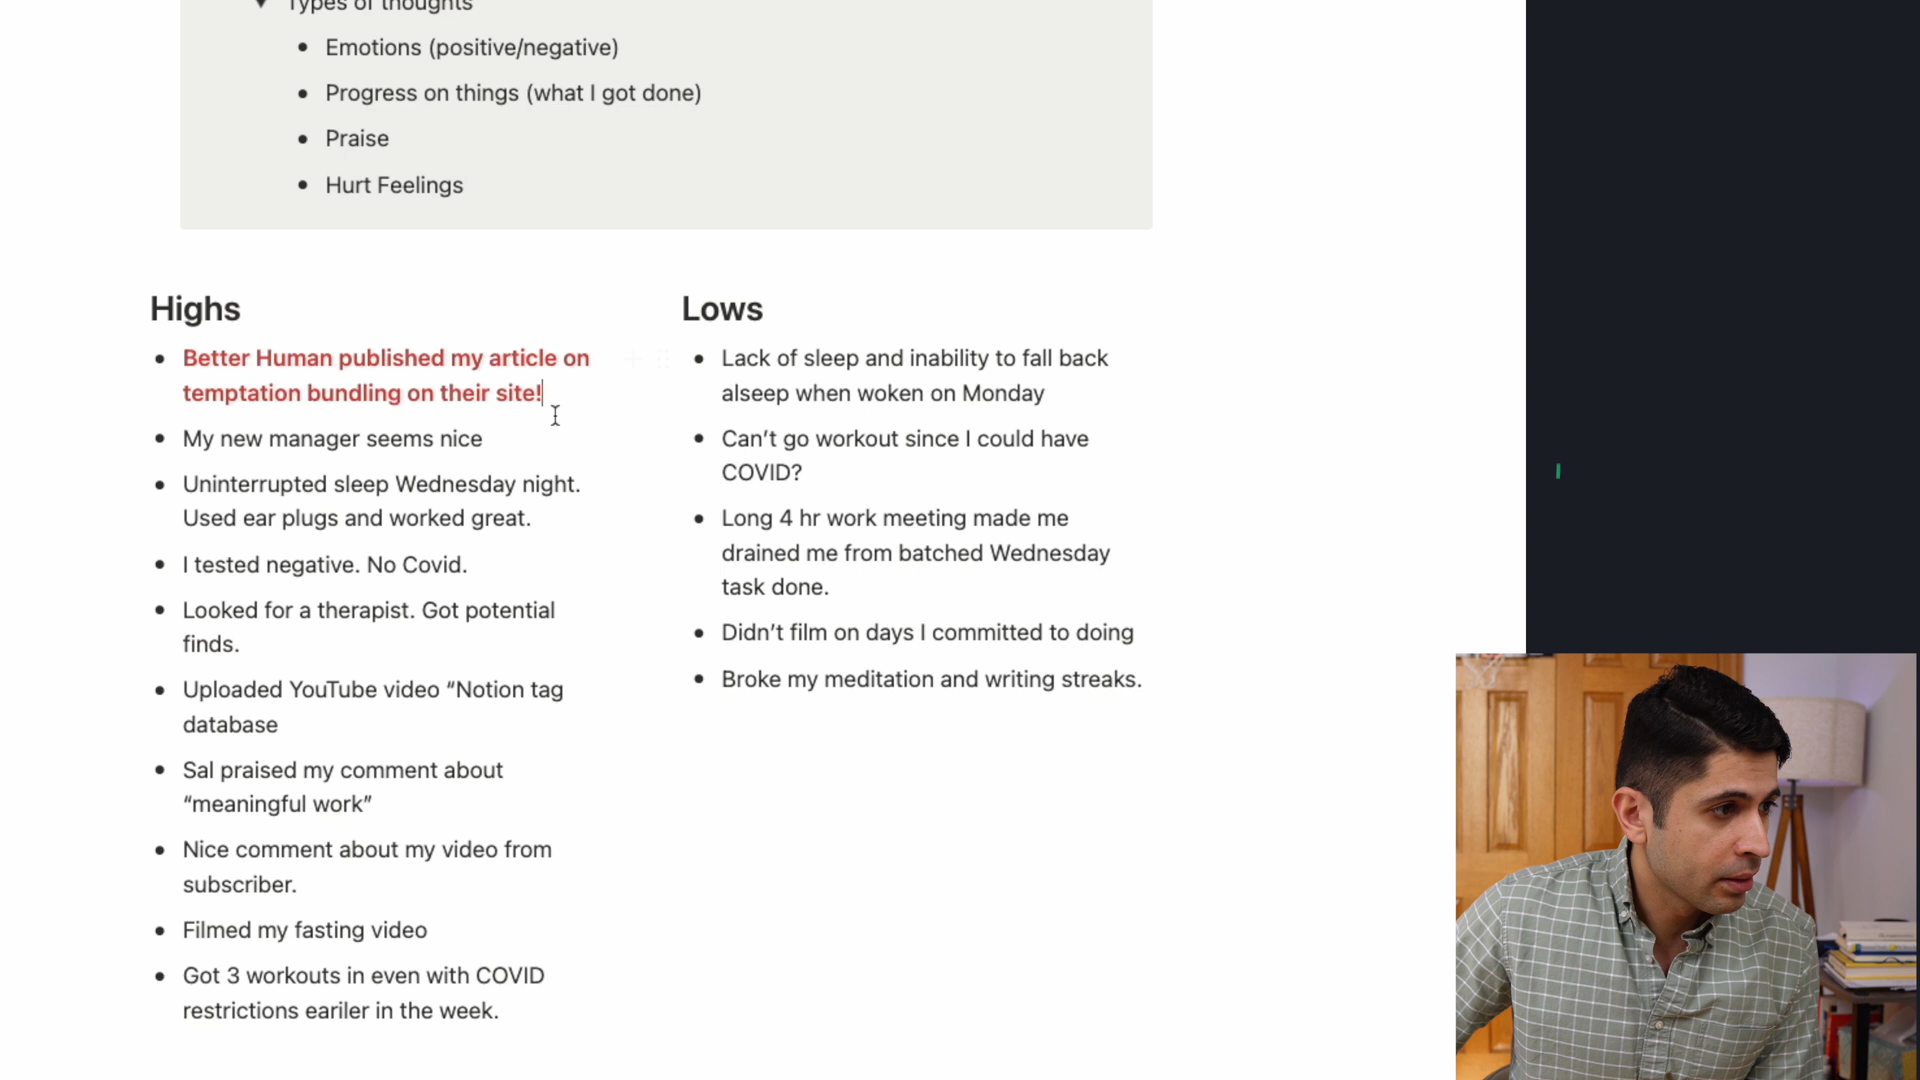 Types of thoughts
Emotions (positive/negative)
Progress on things (what I got done)
Praise
Hurt Feelings
Highs
Better Human published my article on
temptation bundling on their site!
My new manager seems nice
Uninterrupted sleep Wednesday night.
Used ear plugs and worked great.
I tested negative. No Covid.
Looked for a therapist. Got potential
finds.
Uploaded YouTube video “Notion tag
database
Sal praised my comment about
“meaningful work”
Nice comment about my video from
subscriber.
Filmed my fasting video
Got 3 workouts in even with COVID
restrictions eariler in the week.
Lows
Lack of sleep and inability to fall back
alseep when woken on Monday
Can’t go workout since I could have
COVID?
Long 4 hr work meeting made me
drained me from batched Wednesday
task done.
Didn’t film on days I committed to doing
Broke my meditation and writing streaks.